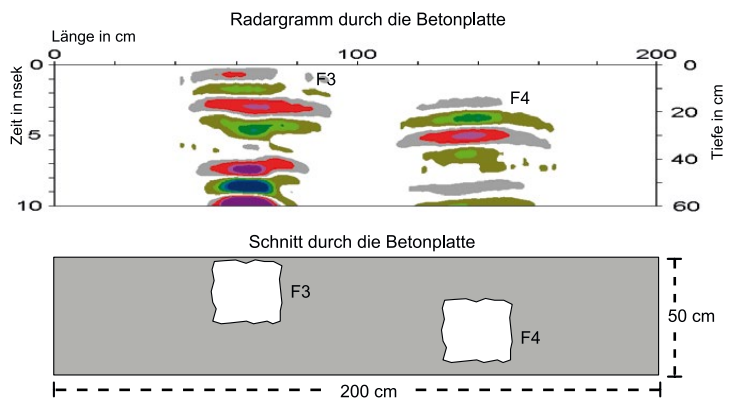 Radargramm durch die Betonplatte
Länge in cm
0 100 200
Zeit in nsek
0
5
10
F3
F4
0
20
40
60
Tiefe in cm
Schnitt durch die Betonplatte
F3
F4
50 cm
200 cm